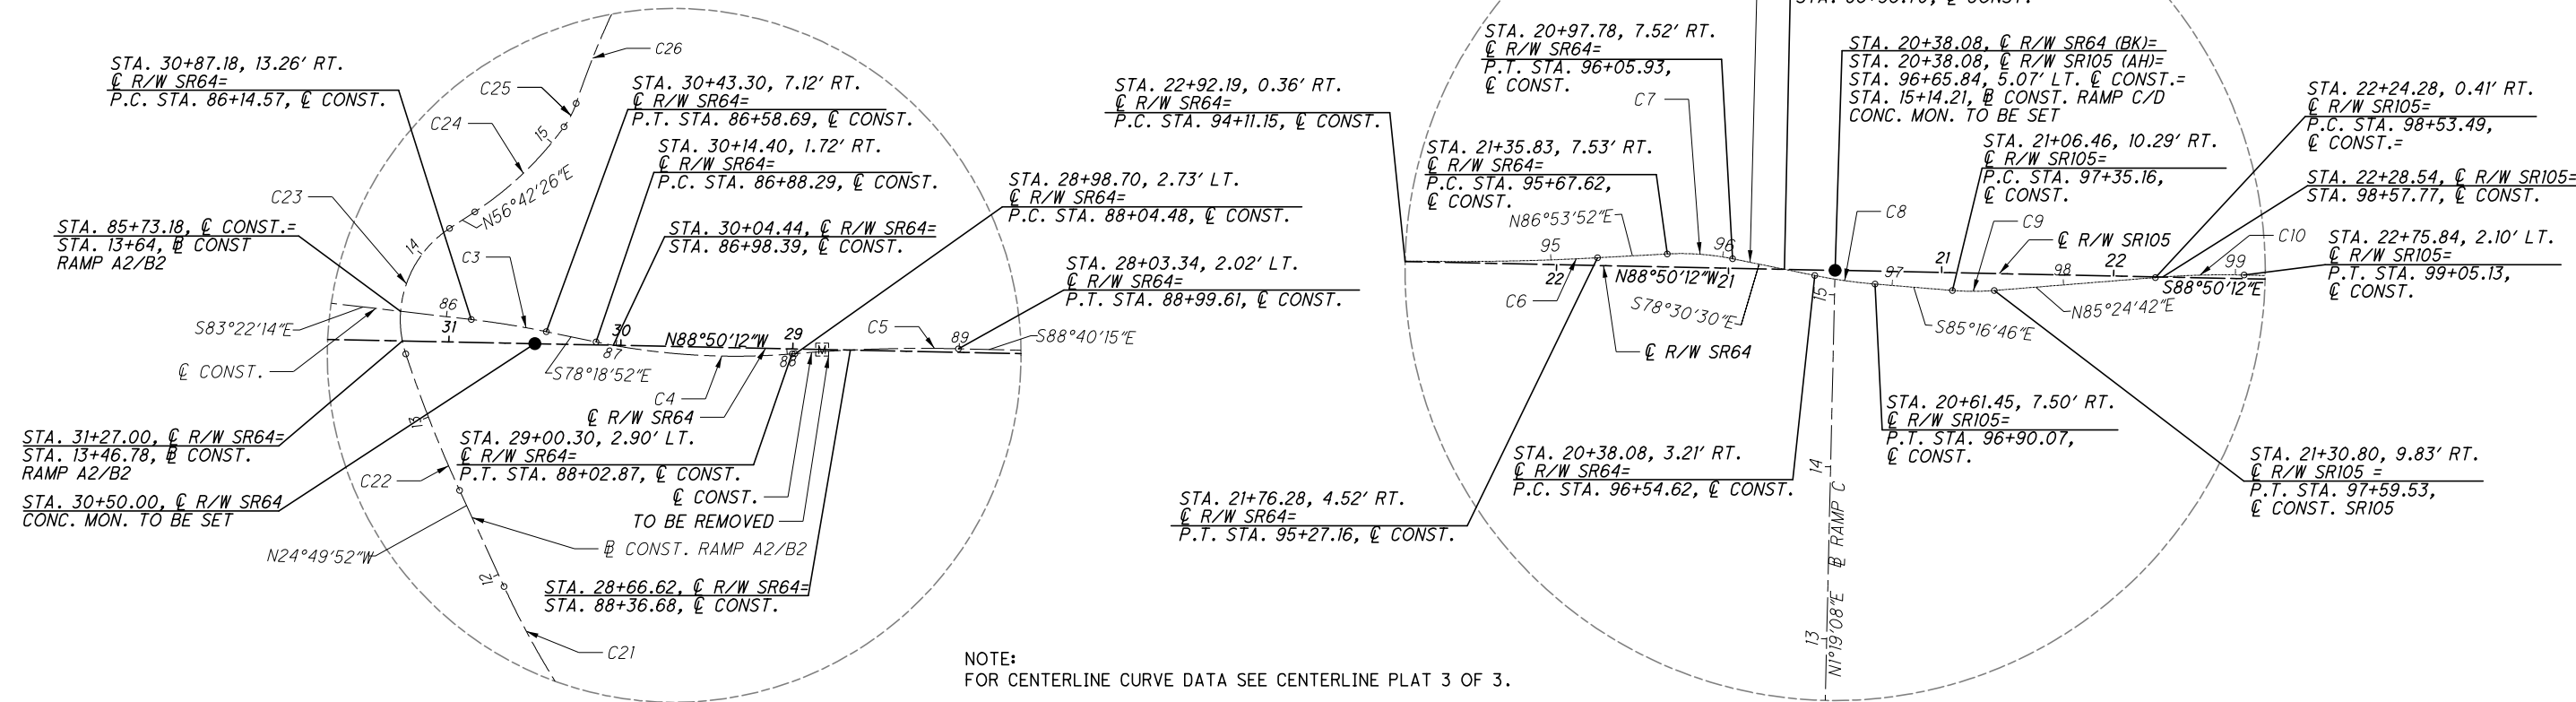 STA. 30+87.18, 13.26' RT.
℄ R/W SR64=
P.C. STA. 86+14.57, ℄ CONST.
C26
C25
C24
15
N56°42'26"E
STA. 30+43.30, 7.12' RT.
℄ R/W SR64=
P.T. STA. 86+58.69, ℄ CONST.
STA. 30+14.40, 1.72' RT.
℄ R/W SR64=
P.C. STA. 86+88.29, ℄ CONST.
C23
14
STA. 85+73.18, ℄ CONST.=
STA. 13+64, ⅊ CONST
RAMP A2/B2
C3
STA. 30+04.44, ℄ R/W SR64=
STA. 86+98.39, ℄ CONST.
STA. 28+98.70, 2.73' LT.
℄ R/W SR64=
P.C. STA. 88+04.48, ℄ CONST.
STA. 28+03.34, 2.02' LT.
℄ R/W SR64=
P.T. STA. 88+99.61, ℄ CONST.
86
31
S83°22'14"E
℄ CONST.
30
87
N88°50'12"W
29
88
M
C5
89
S88°40'15"E
S78°18'52"E
C4
℄ R/W SR64
13
STA. 31+27.00, ℄ R/W SR64=
STA. 13+46.78, ⅊ CONST.
RAMP A2/B2
STA. 29+00.30, 2.90' LT.
℄ R/W SR64=
P.T. STA. 88+02.87, ℄ CONST.
C22
STA. 30+50.00, ℄ R/W SR64
CONC. MON. TO BE SET
℄ CONST.
TO BE REMOVED
N24°49'52"W
⅊ CONST. RAMP A2/B2
12
STA. 28+66.62, ℄ R/W SR64=
STA. 88+36.68, ℄ CONST.
C21
NOTE:
FOR CENTERLINE CURVE DATA SEE CENTERLINE PLAT 3 OF 3.
STA. 20+97.78, 7.52' RT.
℄ R/W SR64=
P.T. STA. 96+05.93,
℄ CONST.
C7
STA. 22+92.19, 0.36' RT.
℄ R/W SR64=
P.C. STA. 94+11.15, ℄ CONST.
STA. 21+35.83, 7.53' RT.
℄ R/W SR64=
P.C. STA. 95+67.62,
℄ CONST.
STA. 20+38.08, ℄ R/W SR64 (BK)=
STA. 20+38.08, ℄ R/W SR105 (AH)=
STA. 96+65.84, 5.07' LT. ℄ CONST.=
STA. 15+14.21, ⅊ CONST. RAMP C/D
CONC. MON. TO BE SET
STA. 21+06.46, 10.29' RT.
℄ R/W SR105=
P.C. STA. 97+35.16,
℄ CONST.
STA. 22+24.28, 0.41' RT.
℄ R/W SR105=
P.C. STA. 98+53.49,
℄ CONST.=
STA. 22+28.54, ℄ R/W SR105=
STA. 98+57.77, ℄ CONST.
N86°53'52"E
C8
C9
℄ R/W SR105
C10
STA. 22+75.84, 2.10' LT.
℄ R/W SR105=
P.T. STA. 99+05.13,
℄ CONST.
95
96
22
N88°50'12"W
21
97
21
98
22
99
S88°50'12"E
C6
S78°30'30"E
15
S85°16'46"E
N85°24'42"E
℄ R/W SR64
STA. 20+61.45, 7.50' RT.
℄ R/W SR105=
P.T. STA. 96+90.07,
℄ CONST.
STA. 20+38.08, 3.21' RT.
℄ R/W SR64=
P.C. STA. 96+54.62, ℄ CONST.
STA. 21+30.80, 9.83' RT.
℄ R/W SR105 =
P.T. STA. 97+59.53,
℄ CONST. SR105
STA. 21+76.28, 4.52' RT.
℄ R/W SR64=
P.T. STA. 95+27.16, ℄ CONST.
14
13
N1°19'08"E ⅊ RAMP C